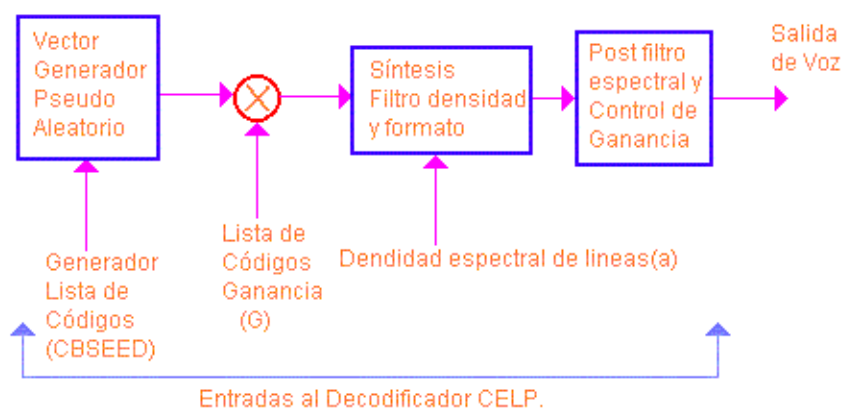 Vector
Generador
Pseudo
Aleatorio
X
Síntesis
Filtro densidad
y formato
Post filtro
espectral y
Control de
Ganancia
Salida
de Voz
Generador
Lista de
Códigos
(CBSEED)
Lista de
Códigos
Ganancia
(G)
Dendidad espectral de lineas(a)
Entradas al Decodificador CELP.